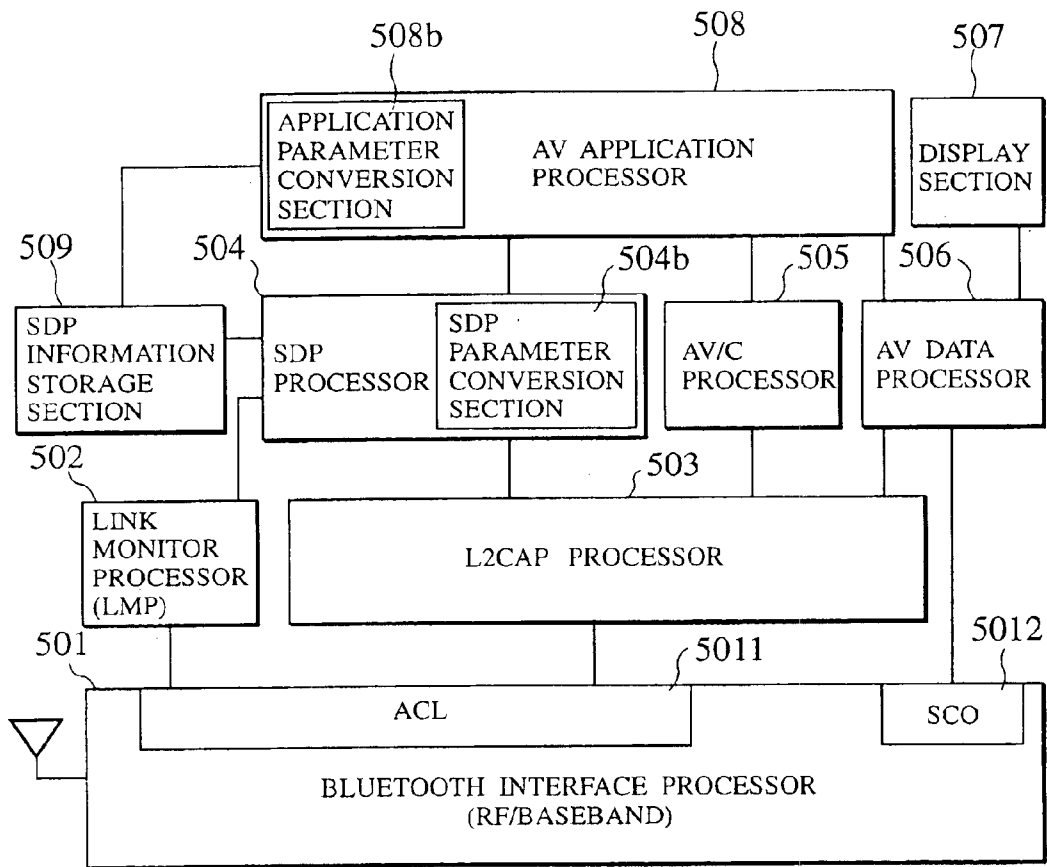 508b
508
507
APPLICATION
PARAMETER
CONVERSION
SECTION
AV APPLICATION
PROCESSOR
DISPLAY
SECTION
509
504
504b
505
506
SDP
INFORMATION
STORAGE
SECTION
SDP
PROCESSOR
SDP
PARAMETER
CONVERSION
SECTION
AV/C
PROCESSOR
AV DATA
PROCESSOR
502
503
LINK
MONITOR
PROCESSOR
(LMP)
L2CAP PROCESSOR
501
5011
5012
ACL
SCO
BLUETOOTH INTERFACE PROCESSOR
(RF/BASEBAND)